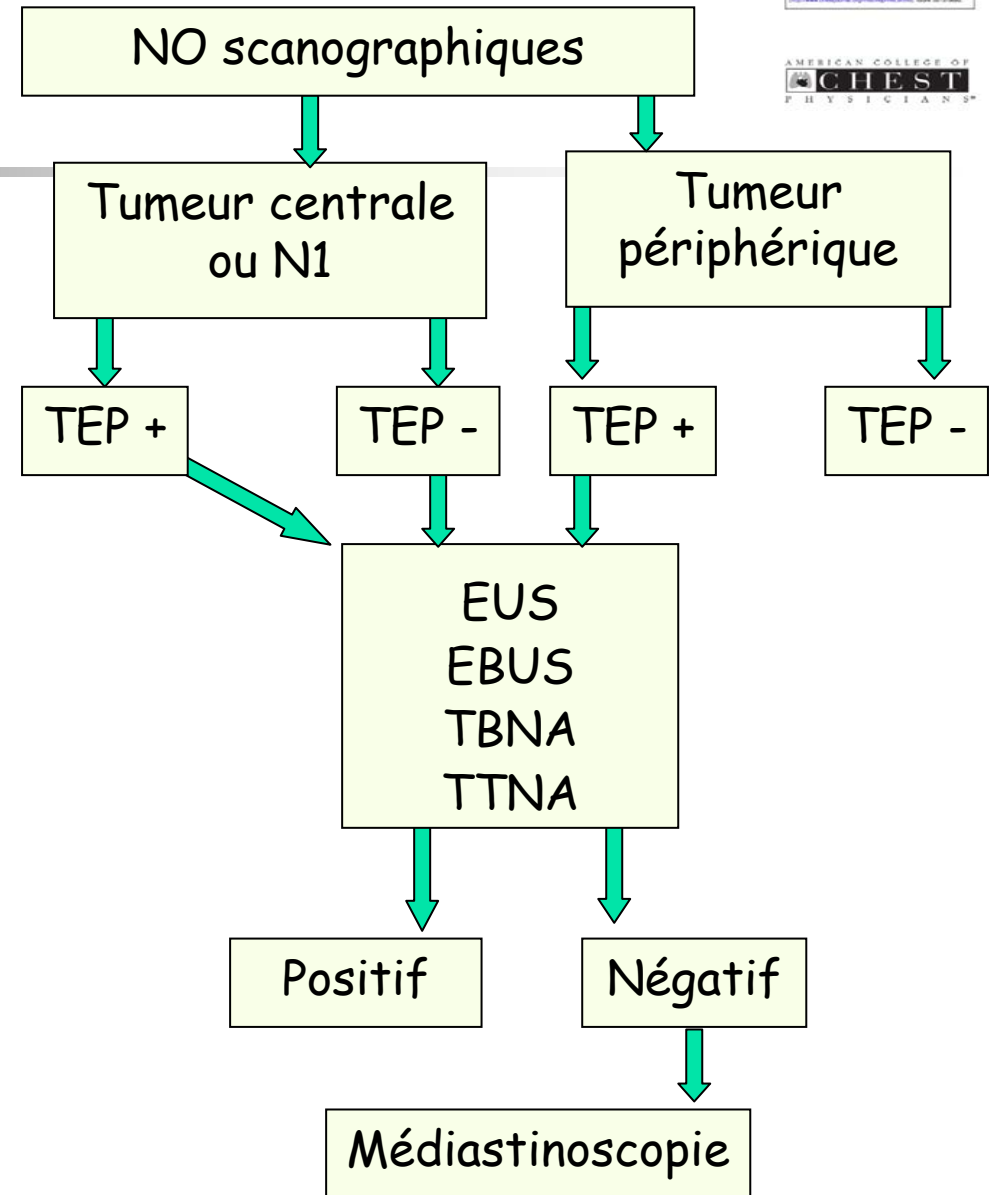 NO scanographiques
AMERICAN COLLEGE OF
CHEST
PHYSICIANS
Tumeur centrale
ou N1
Tumeur
périphérique
TEP +
TEP -
TEP +
TEP -
EUS
EBUS
TBNA
TTNA
Positif
Négatif
Médiastinoscopie